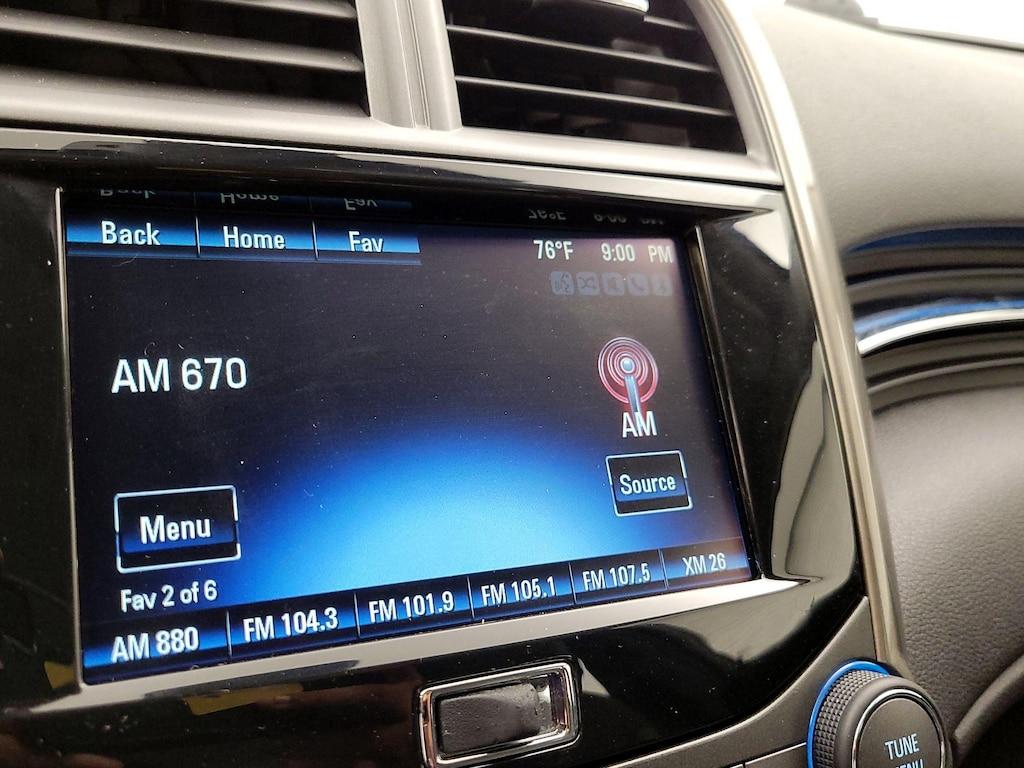 Back Home Fav 76°F 9:00 PM
AM 670
AM
Source
Menu
Fav 2 of 6
AM 880 FM 104.3 FM 101.9 FM 105.1 FM 107.5 XM 26
TUNE
MENU